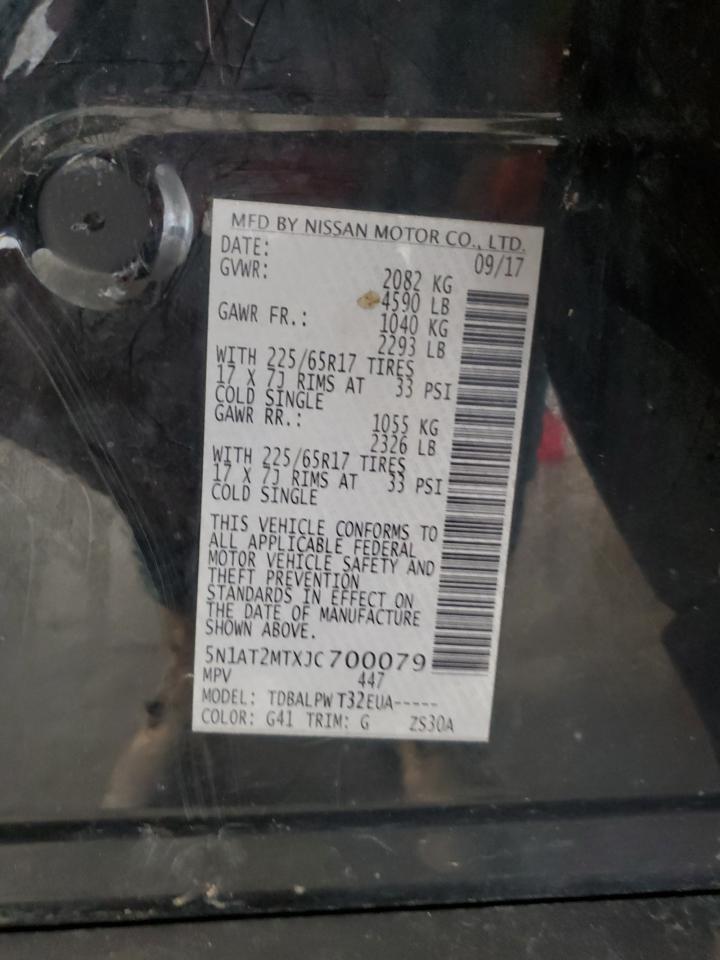 MFD BY NISSAN MOTOR CO., LTD.
DATE: 09/17
GVWR: 2082 KG
4590 LB
GAWR FR.: 1040 KG
2293 LB
WITH 225/65R17 TIRES
17 X 7J RIMS AT 33 PSI
COLD SINGLE
GAWR RR.: 1055 KG
2326 LB
WITH 225/65R17 TIRES
17 X 7J RIMS AT 33 PSI
COLD SINGLE
THIS VEHICLE CONFORMS TO
ALL APPLICABLE FEDERAL
MOTOR VEHICLE SAFETY AND
THEFT PREVENTION
STANDARDS IN EFFECT ON
THE DATE OF MANUFACTURE
SHOWN ABOVE.
5N1AT2MTXJC700079
MPV 447
MODEL: TDBALPW T32EUA-----
COLOR: G41 TRIM: G ZS30A